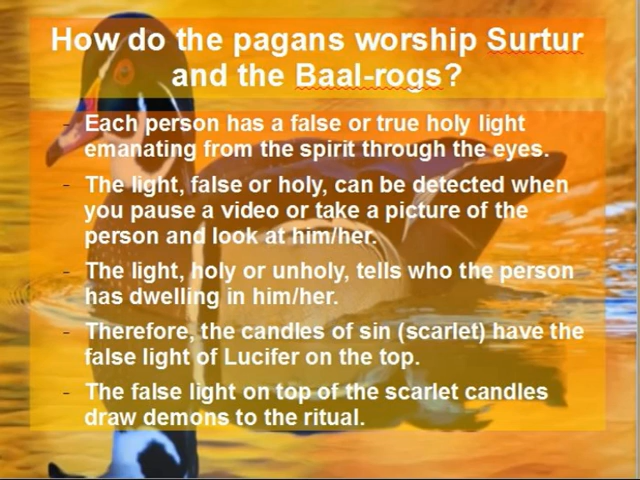 How do the pagans worship Surtur
and the Baal-rogs?
- Each person has a false or true holy light
emanating from the spirit through the eyes.
- The light, false or holy, can be detected when
you pause a video or take a picture of the
person and look at him/her.
- The light, holy or unholy, tells who the person
has dwelling in him/her.
- Therefore, the candles of sin (scarlet) have the
false light of Lucifer on the top.
- The false light on top of the scarlet candles
draw demons to the ritual.